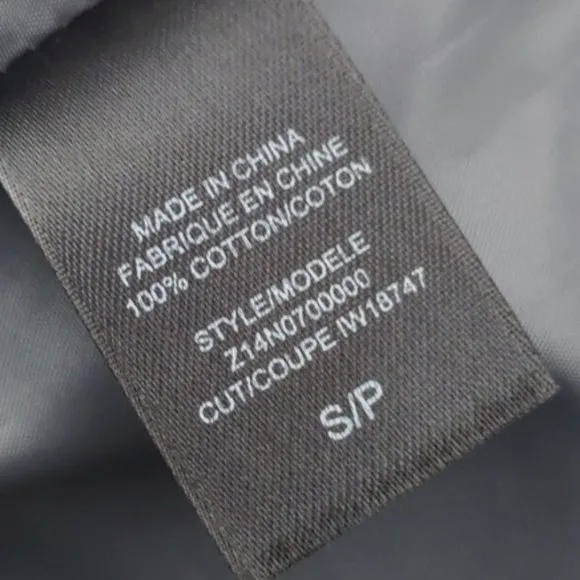 MADE IN CHINA
FABRIQUE EN CHINE
100% COTTON/COTON
STYLE/MODELE
Z14N0700000
CUT/COUPE IW18747
S/P